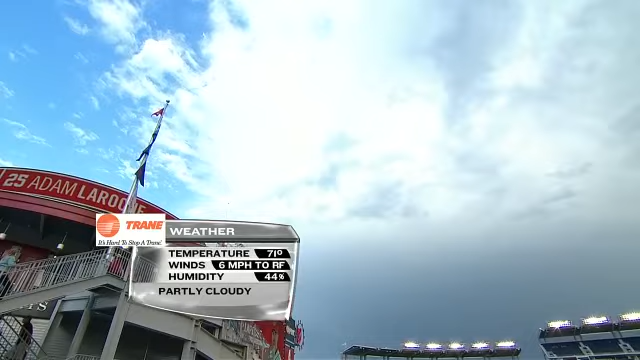 25 ADAM LAROCHE
TRANE
It's Hard To Stop A Trane.
WEATHER
TEMPERATURE 71°
WINDS 6 MPH TO RF
HUMIDITY 44%
PARTLY CLOUDY